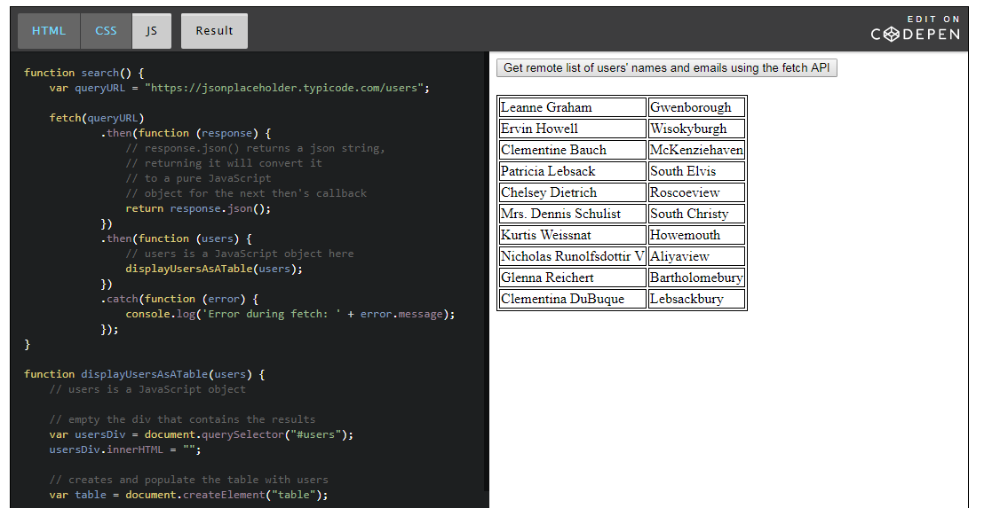 HTML CSS JS Result
EDIT ON
CODEPEN
function search() {
    var queryURL = "https://jsonplaceholder.typicode.com/users";
    fetch(queryURL)
            .then(function (response) {
                // response.json() returns a json string,
                // returning it will convert it
                // to a pure JavaScript
                // object for the next then's callback
                return response.json();
            })
            .then(function (users) {
                // users is a JavaScript object here
                displayUsersAsATable(users);
            })
            .catch(function (error) {
                console.log('Error during fetch: ' + error.message);
            });
}
function displayUsersAsATable(users) {
    // users is a JavaScript object
    // empty the div that contains the results
    var usersDiv = document.querySelector("#users");
    usersDiv.innerHTML = "";
    // creates and populate the table with users
    var table = document.createElement("table");
Get remote list of users' names and emails using the fetch API
Leanne Graham Gwenborough
Ervin Howell Wisokyburgh
Clementine Bauch McKenziehaven
Patricia Lebsack South Elvis
Chelsey Dietrich Roscoeview
Mrs. Dennis Schulist South Christy
Kurtis Weissnat Howemouth
Nicholas Runolfsdottir V Aliyaview
Glenna Reichert Bartholomebury
Clementina DuBuque Lebsackbury